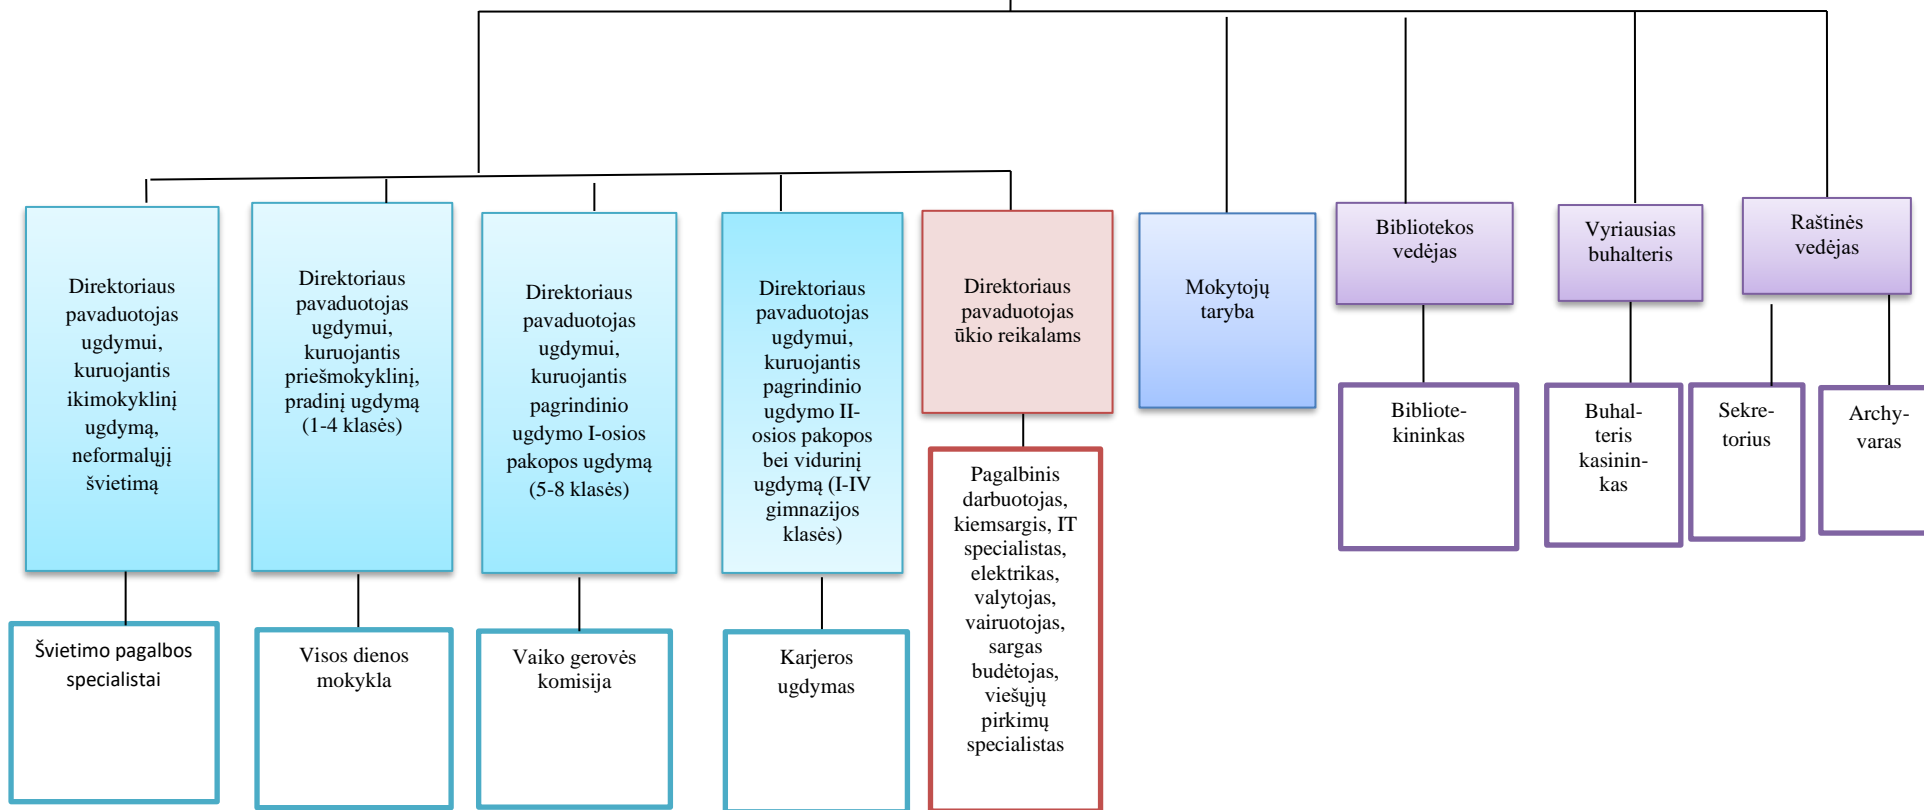 Direktoriaus
pavaduotojas
ugdymui,
kuruojantis
ikimokyklinį
ugdymą,
neformalųjį
švietimą
Direktoriaus
pavaduotojas
ugdymui,
kuruojantis
priešmokyklinį,
pradinį ugdymą
(1-4 klasės)
Direktoriaus
pavaduotojas
ugdymui,
kuruojantis
pagrindinio
ugdymo I-osios
pakopos ugdymą
(5-8 klasės)
Direktoriaus
pavaduotojas
ugdymui,
kuruojantis
pagrindinio
ugdymo II-
osios pakopos
bei vidurinį
ugdymą (I-IV
gimnazijos
klasės)
Direktoriaus
pavaduotojas
ūkio reikalams
Mokytojų
taryba
Bibliotekos
vedėjas
Vyriausias
buhalteris
Raštinės
vedėjas
Švietimo pagalbos
specialistai
Visos dienos
mokykla
Vaiko gerovės
komisija
Karjeros
ugdymas
Pagalbinis
darbuotojas,
kiemsargis, IT
specialistas,
elektrikas,
valytojas,
vairuotojas,
sargas
budėtojas,
viešųjų
pirkimų
specialistas
Bibliote-
kininkas
Buhal-
teris
kasinin-
kas
Sekre-
torius
Archy-
varas